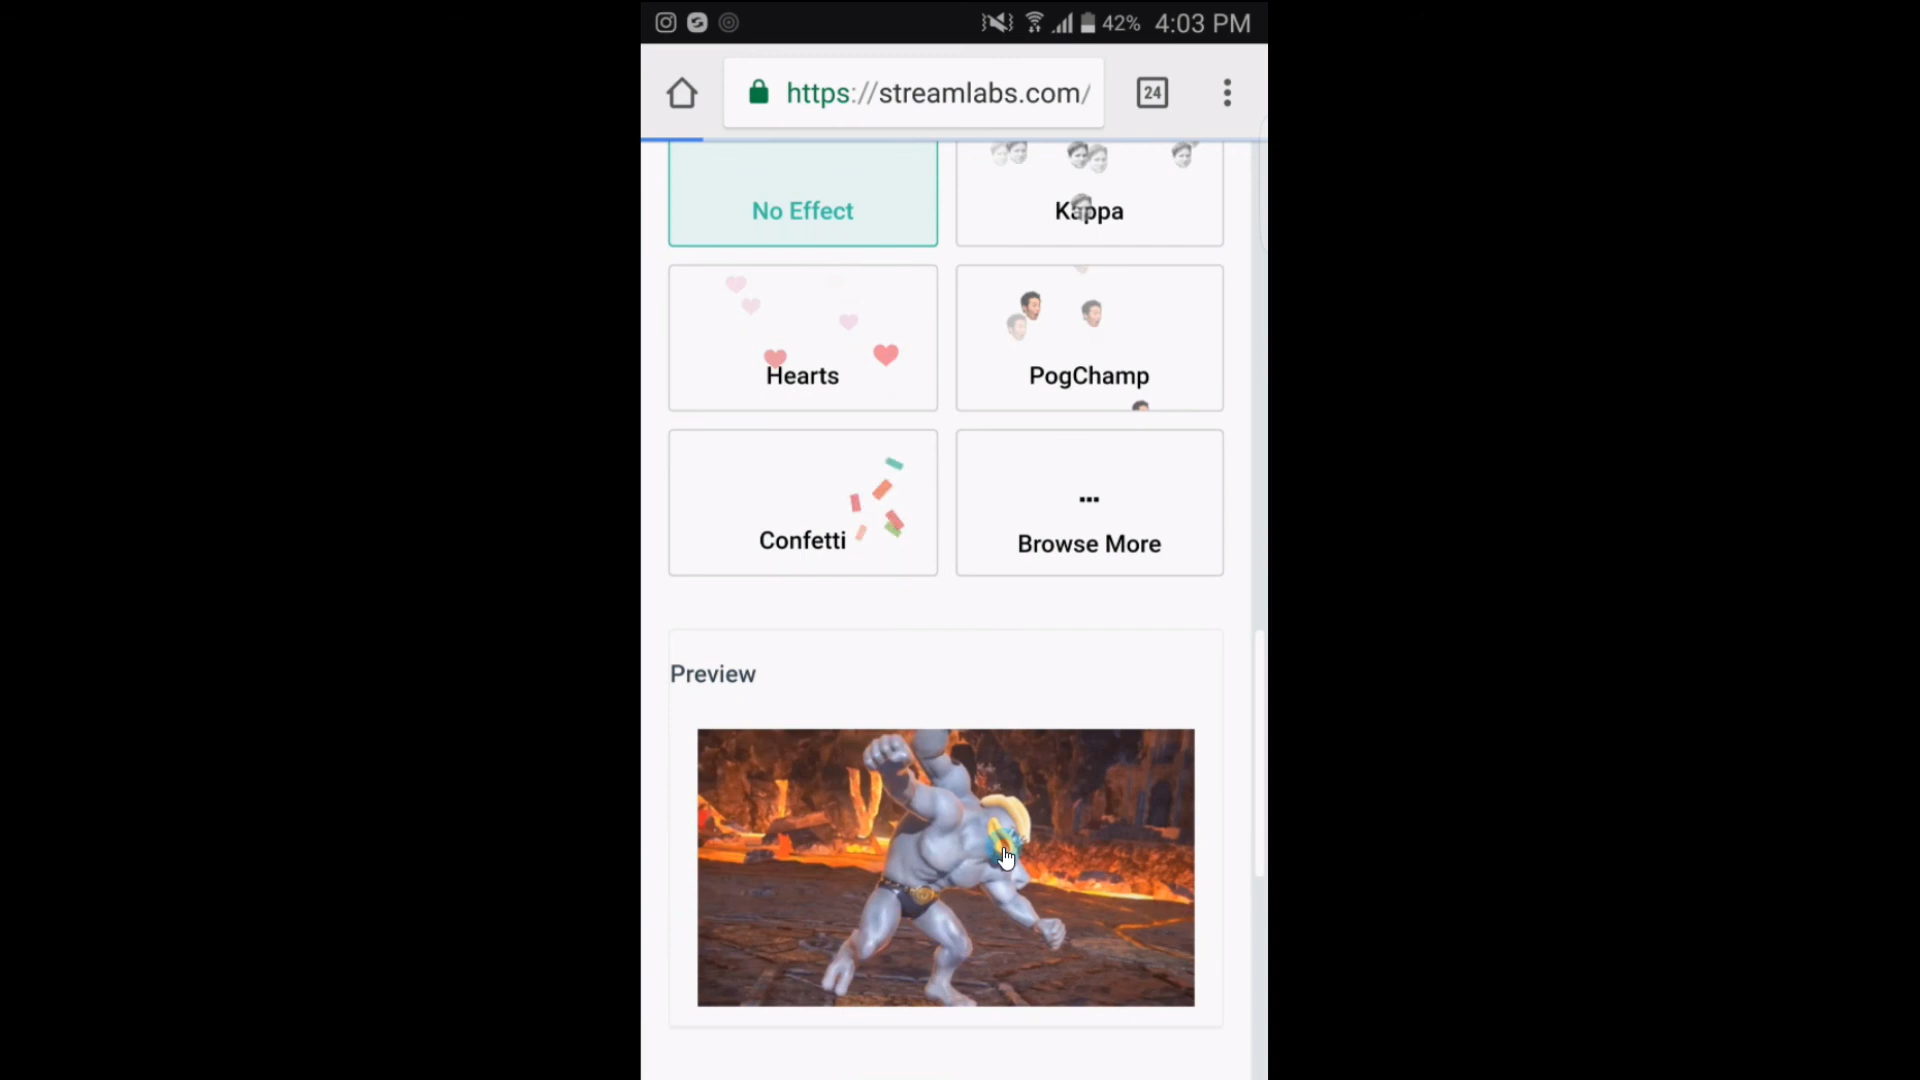 42% 4:03 PM
https://streamlabs.com/ 24
No Effect Kappa
Hearts PogChamp
...
Confetti Browse More
Preview